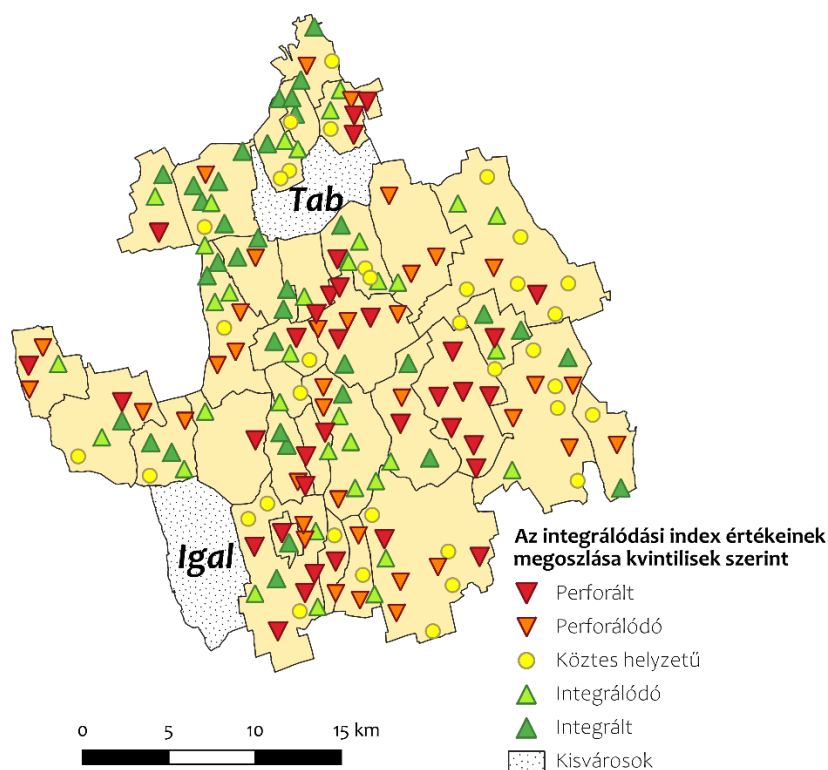 Tab
Igal
Az integrálódási index értékeinek
megoszlása kvintilisek szerint
Perforált
Perforálódó
Köztes helyzetű
Integrálódó
Integrált
Kisvárosok
0 5 10 15 km